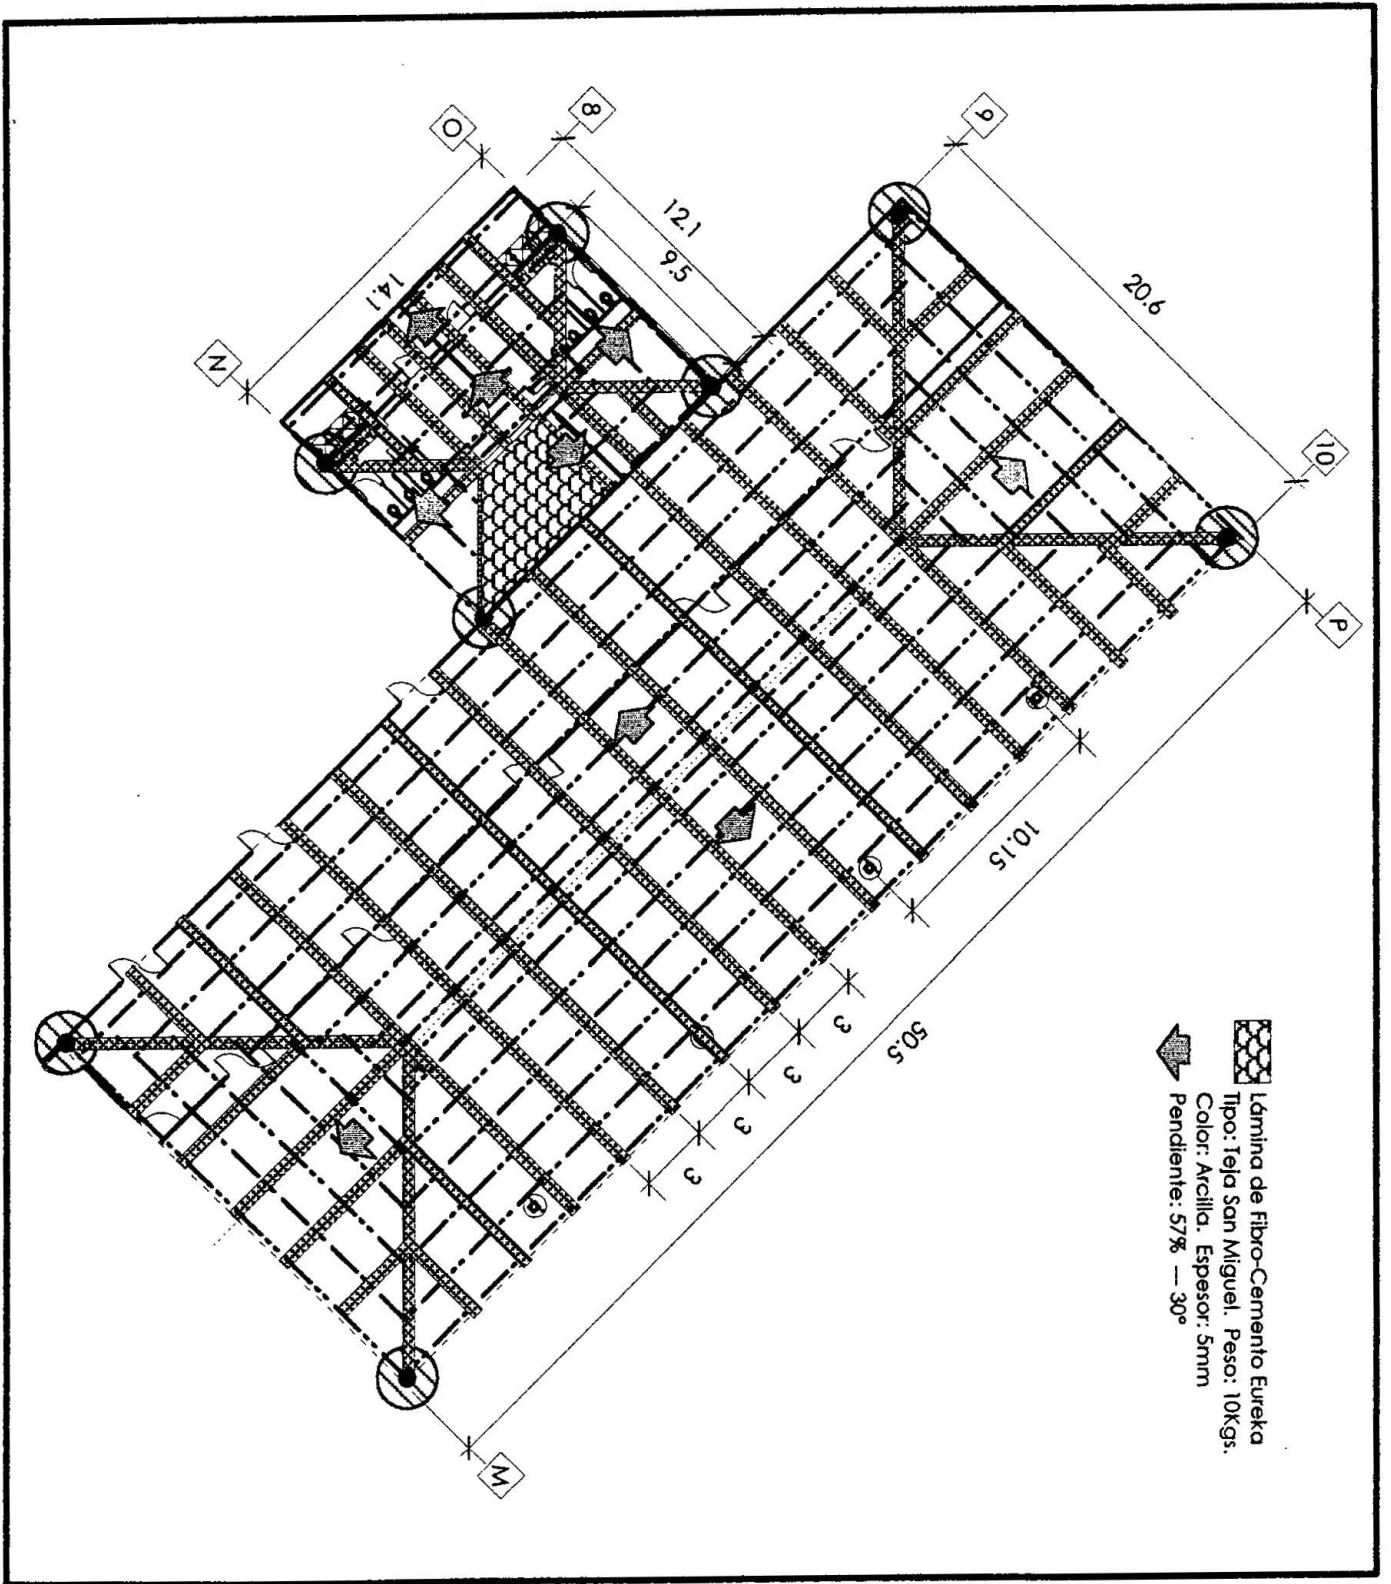 8
O
9
12.1
9.5
20.6
14.1
N
10
P
10.15
50.5
3
3
3
3
M
Lámina de Fibro-Cemento Eureka
Tipo: Teja San Miguel. Peso: 10Kgs.
Color: Arcilla. Espesor: 5mm
Pendiente: 57% — 30°